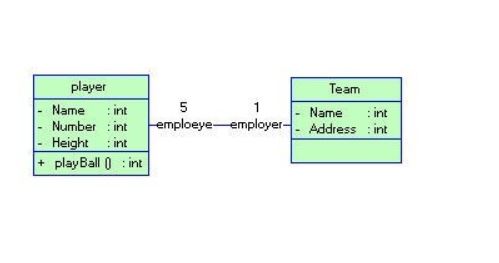 player
- Name : int
- Number : int
- Height : int
+ playBall () : int
5
emploeye
1
employer
Team
- Name : int
- Address : int